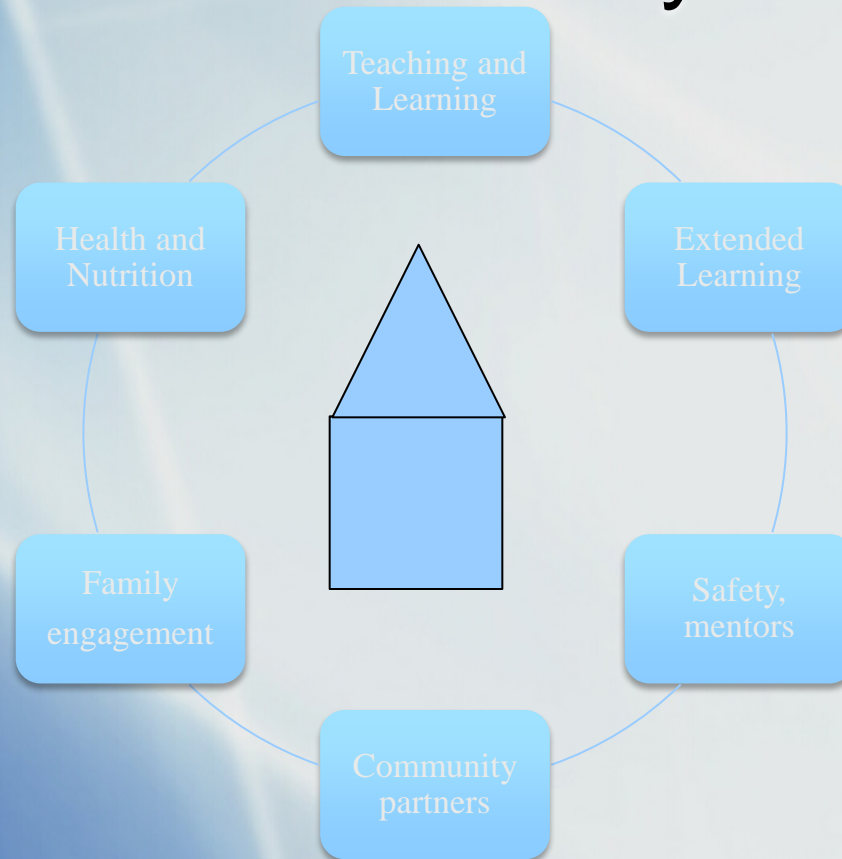 Teaching and
Learning
Extended
Learning
Safety,
mentors
Community
partners
Family
engagement
Health and
Nutrition